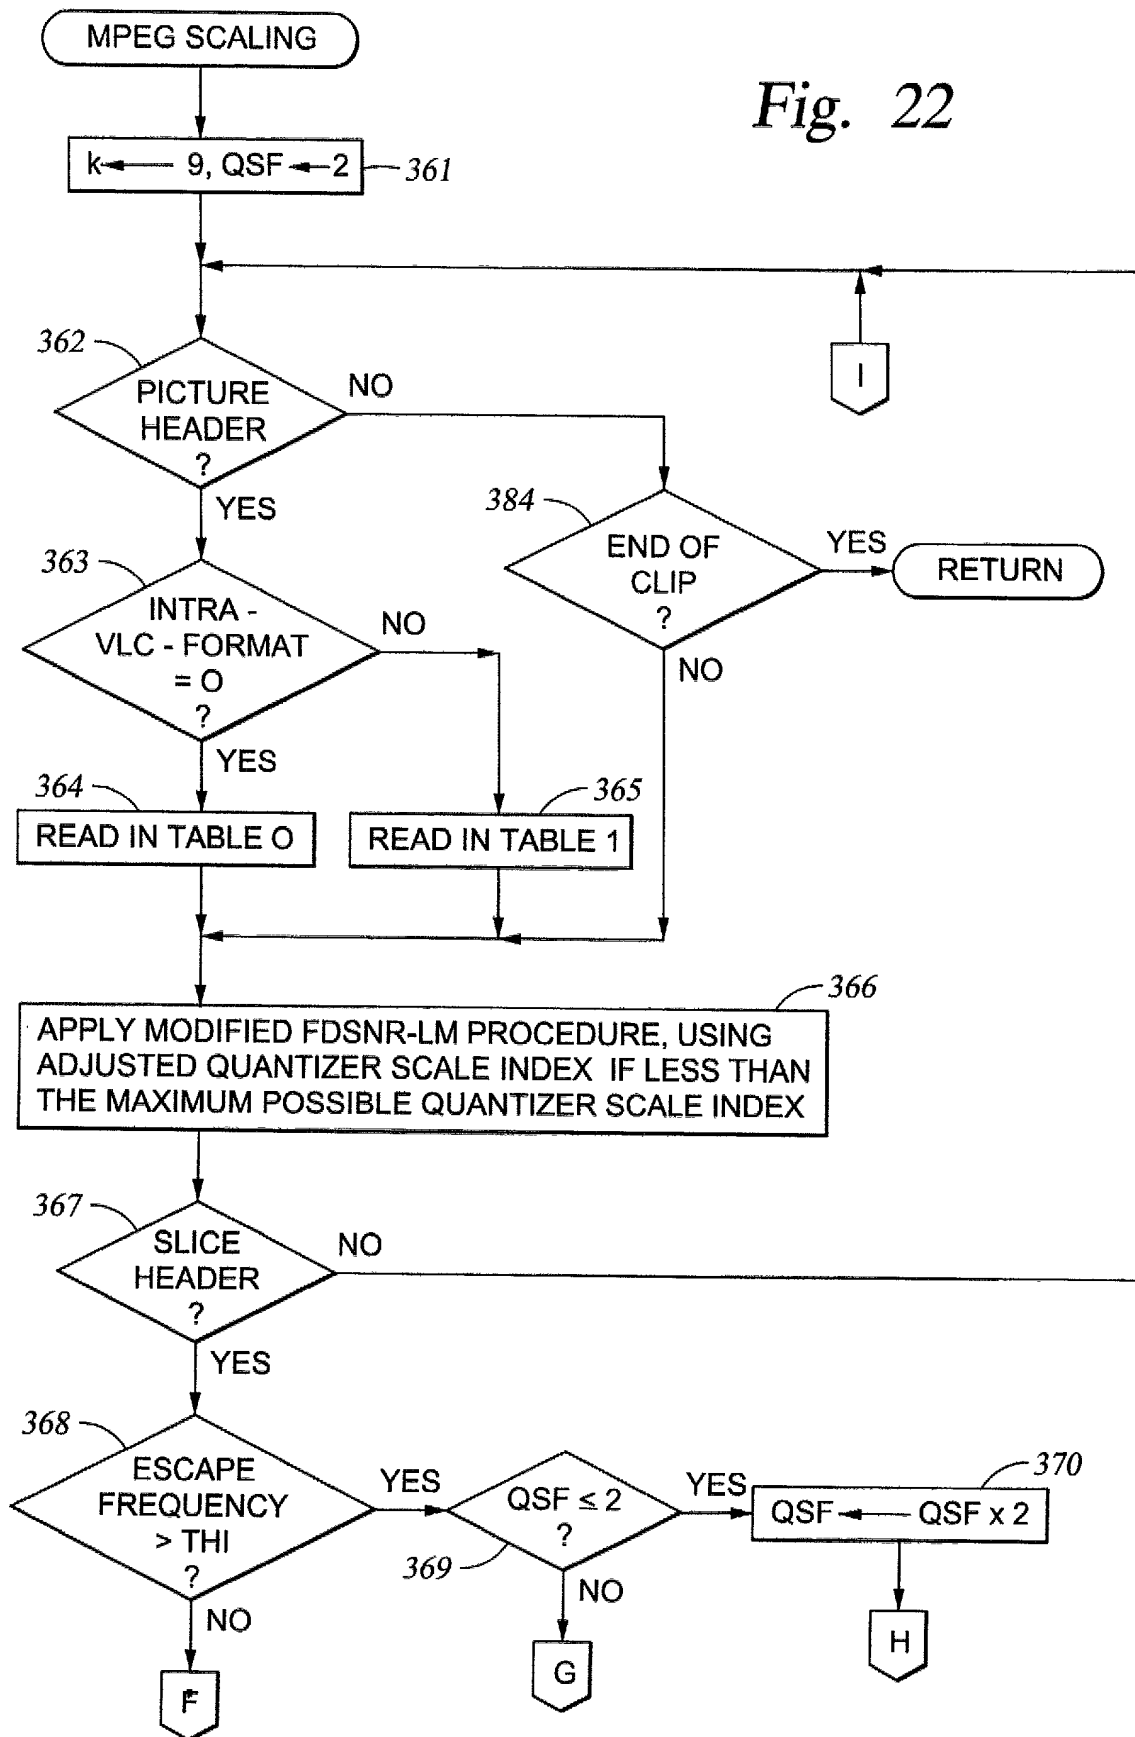 MPEG SCALING
Fig. 22
k ← 9, QSF ← 2
361
362
PICTURE
HEADER
?
NO
YES
I
384
END OF
CLIP
?
YES
RETURN
NO
363
INTRA -
VLC - FORMAT
= O
?
NO
YES
364
READ IN TABLE O
365
READ IN TABLE 1
366
APPLY MODIFIED FDSNR-LM PROCEDURE, USING
ADJUSTED QUANTIZER SCALE INDEX IF LESS THAN
THE MAXIMUM POSSIBLE QUANTIZER SCALE INDEX
367
SLICE
HEADER
?
NO
YES
368
ESCAPE
FREQUENCY
> THI
?
YES
NO
F
369
QSF ≤ 2
?
YES
NO
G
370
QSF ← QSF x 2
H